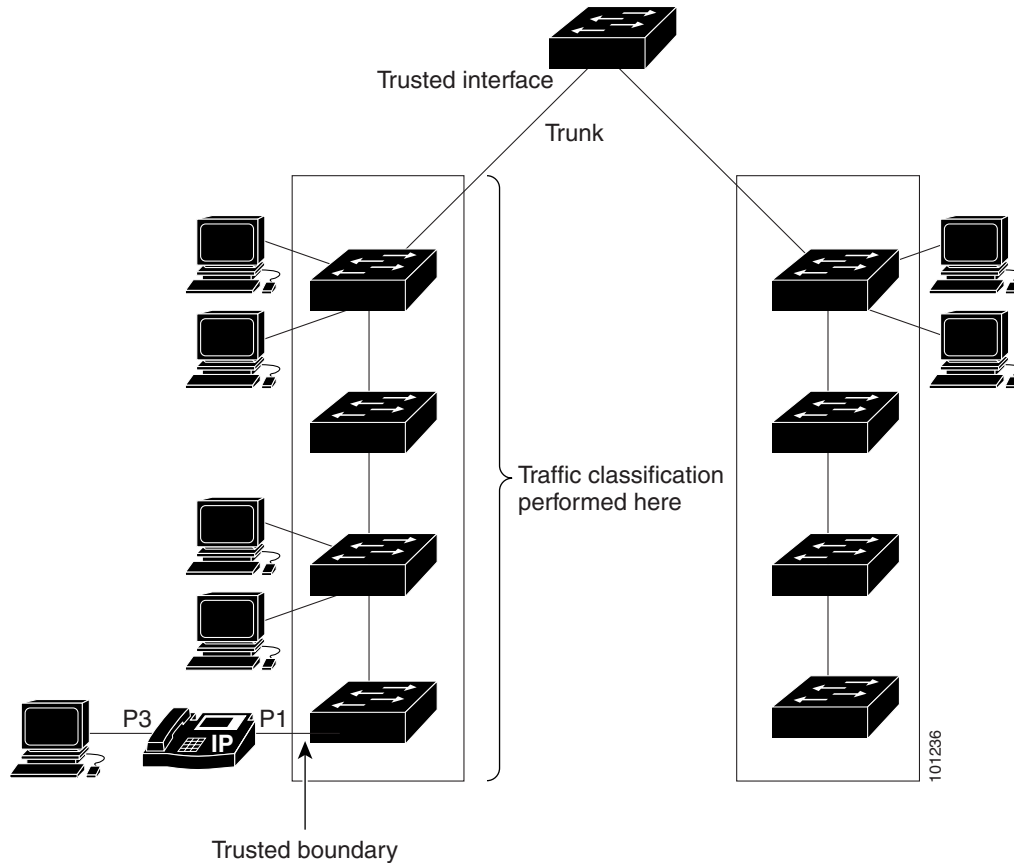 Trusted interface
Trunk
Traffic classification
performed here
P3
IP
P1
101236
Trusted boundary